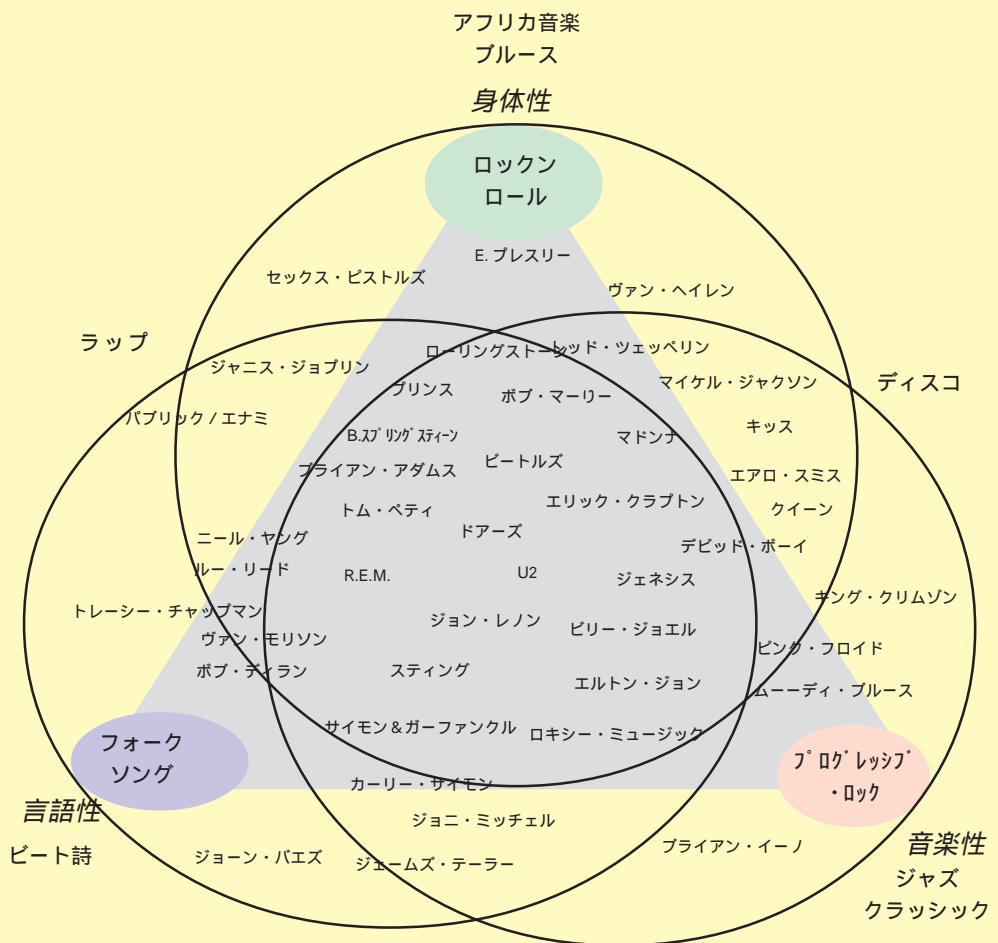 アフリカ音楽
ブルース
身体性
ロックン
ロール
E. プレスリー
セックス・ピストルズ
ヴァン・ヘイレン
ラップ
ローリングストーン
レッド・ツェッペリン
ジャニス・ジョプリン
プリンス
ボブ・マーリー
マイケル・ジャクソン
ディスコ
パブリック / エナミ
B.スプリングスティーン
マドンナ
キッス
ブライアン・アダムス
ビートルズ
エアロ・スミス
トム・ペティ
エリック・クラプトン
クイーン
ニール・ヤング
ドアーズ
デビッド・ボーイ
ルー・リード
R.E.M.
U2
ジェネシス
トレーシー・チャップマン
ジョン・レノン
ビリー・ジョエル
キング・クリムゾン
ヴァン・モリソン
ピンク・フロイド
ボブ・ディラン
スティング
エルトン・ジョン
ムーーディ・ブルース
サイモン＆ガーファンクル
ロキシー・ミュージック
フォーク
ソング
プログレッシブ
・ロック
カーリー・サイモン
言語性
ジョニ・ミッチェル
ビート詩
ジョーン・バエズ
ジェームズ・テーラー
ブライアン・イーノ
音楽性
ジャズ
クラッシック